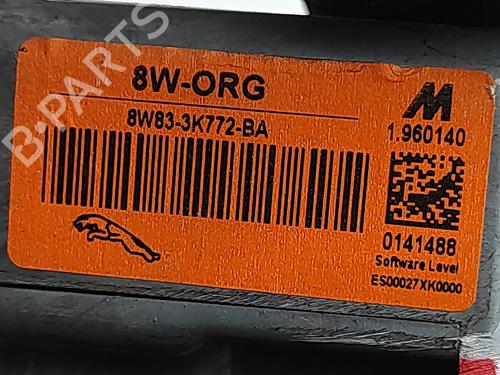 8W-ORG
8W83-3K772-BA
M
1.960140
0141488
Software Level
ES00027XK0000
B-PARTS